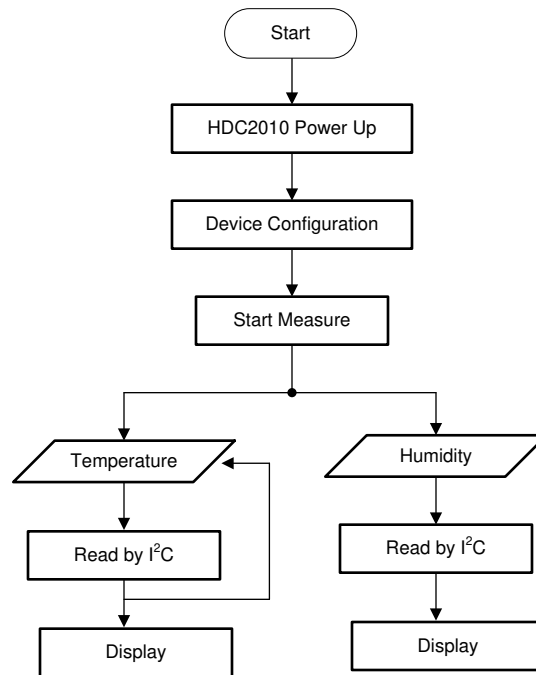 Start
HDC2010 Power Up
Device Configuration
Start Measure
Temperature
Humidity
Read by I²C
Read by I²C
Display
Display